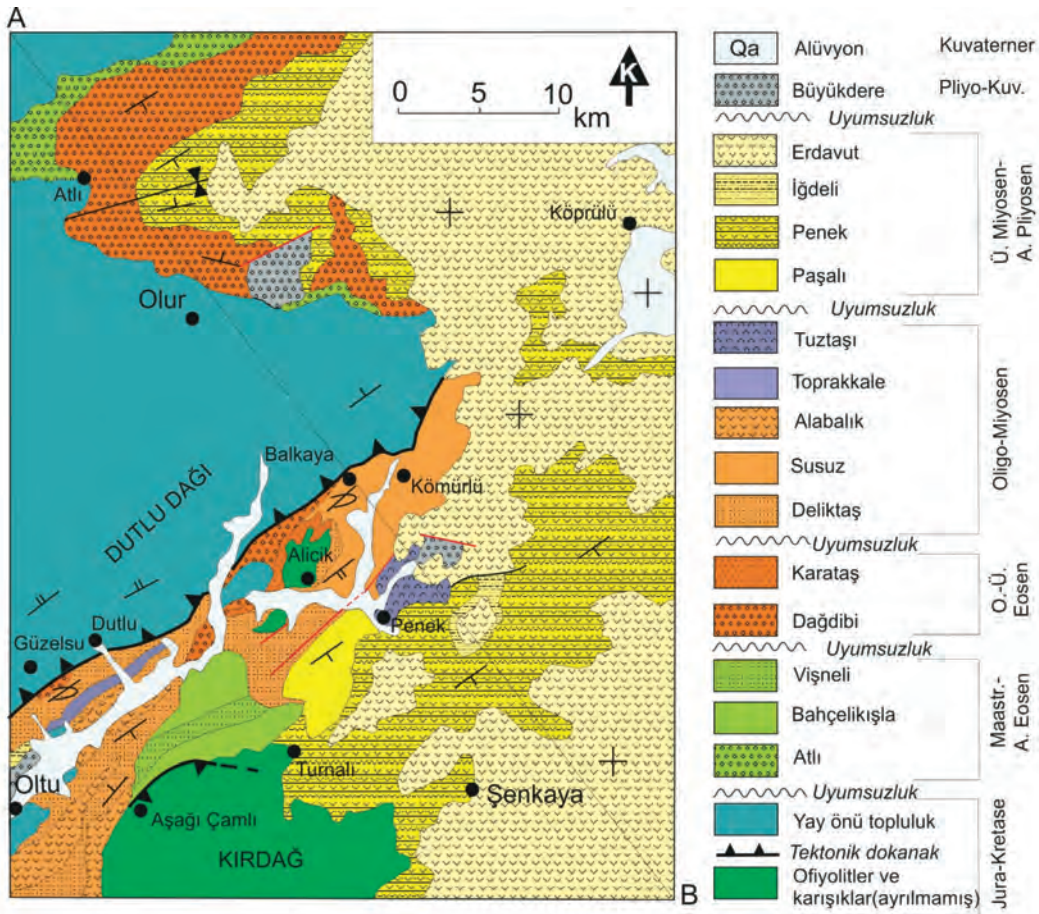 A
K
0 5 10
km
Atlı
Köprülü
Olur
Balkaya
DUTLU DAĞI
Kömürlü
Alicik
Dutlu
Güzelsu
Penek
Oltu
Turnalı
Şenkaya
Aşağı Çamlı
KIRDAĞ
B
Qa Alüvyon Kuvaterner
Büyükdere Pliyo-Kuv.
Uyumsuzluk
Erdavut
İğdeli
Penek
Paşalı
Ü. Miyosen-
A. Pliyosen
Uyumsuzluk
Tuztaşı
Toprakkale
Alabalık
Susuz
Deliktaş
Oligo-Miyosen
Uyumsuzluk
Karataş
Dağdibi
O.-Ü.
Eosen
Uyumsuzluk
Vişneli
Bahçelikışla
Atlı
Maastr.-
A. Eosen
Uyumsuzluk
Yay önü topluluk
Tektonik dokanak
Ofiyolitler ve
karışıklar(ayrılmamış)
Jura-Kretase